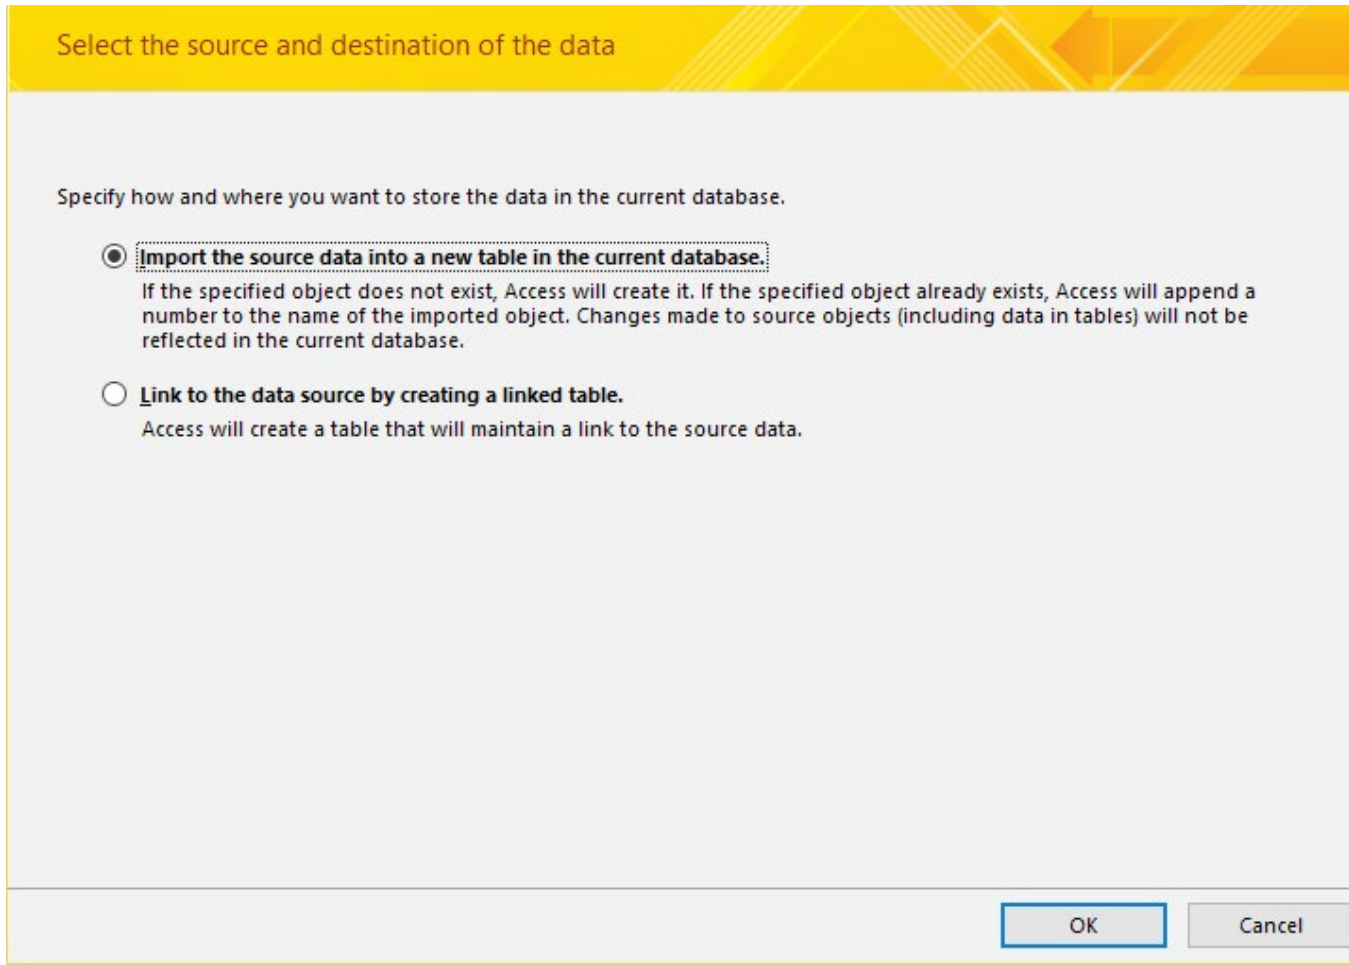 Select the source and destination of the data
Specify how and where you want to store the data in the current database.
Import the source data into a new table in the current database.
If the specified object does not exist, Access will create it. If the specified object already exists, Access will append a
number to the name of the imported object. Changes made to source objects (including data in tables) will not be
reflected in the current database.
Link to the data source by creating a linked table.
Access will create a table that will maintain a link to the source data.
OK
Cancel